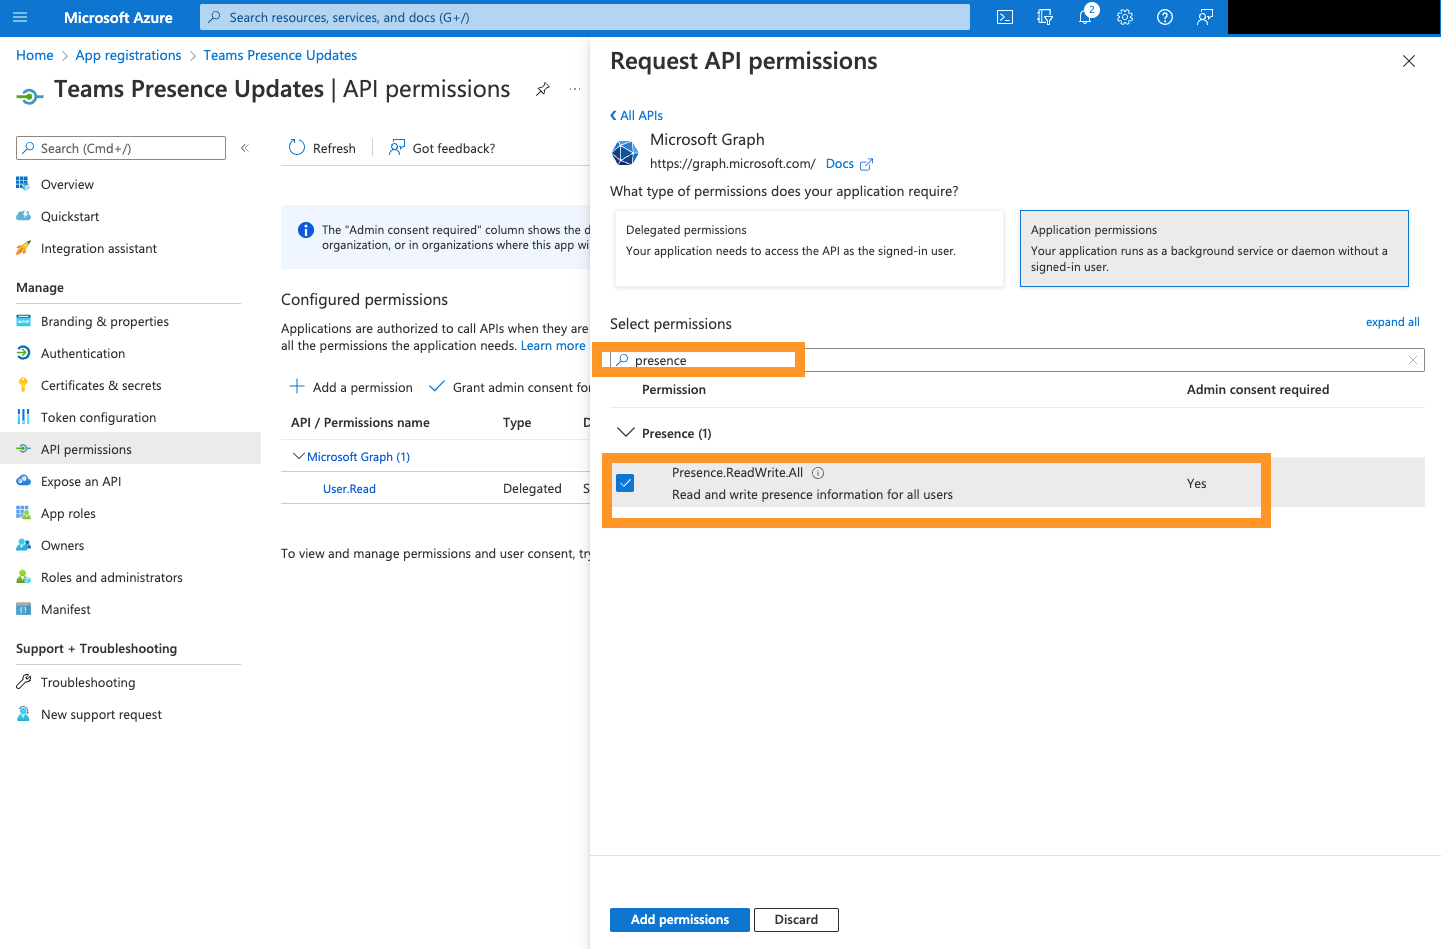 Microsoft Azure
Search resources, services, and docs (G+/)
2
Home > App registrations > Teams Presence Updates
Teams Presence Updates | API permissions
Search (Cmd+/)
Overview
Quickstart
Integration assistant
Manage
Branding & properties
Authentication
Certificates & secrets
Token configuration
API permissions
Expose an API
App roles
Owners
Roles and administrators
Manifest
Support + Troubleshooting
Troubleshooting
New support request
Refresh
Got feedback?
The "Admin consent required" column shows the d
organization, or in organizations where this app wi
Configured permissions
Applications are authorized to call APIs when they are
all the permissions the application needs. Learn more
Add a permission
Grant admin consent for
API / Permissions name Type D
Microsoft Graph (1)
User.Read Delegated S
To view and manage permissions and user consent, try
Request API permissions
All APIs
Microsoft Graph
https://graph.microsoft.com/ Docs
What type of permissions does your application require?
Delegated permissions
Your application needs to access the API as the signed-in user.
Application permissions
Your application runs as a background service or daemon without a
signed-in user.
Select permissions
expand all
presence
Permission Admin consent required
Presence (1)
Presence.ReadWrite.All
Read and write presence information for all users
Yes
Add permissions
Discard